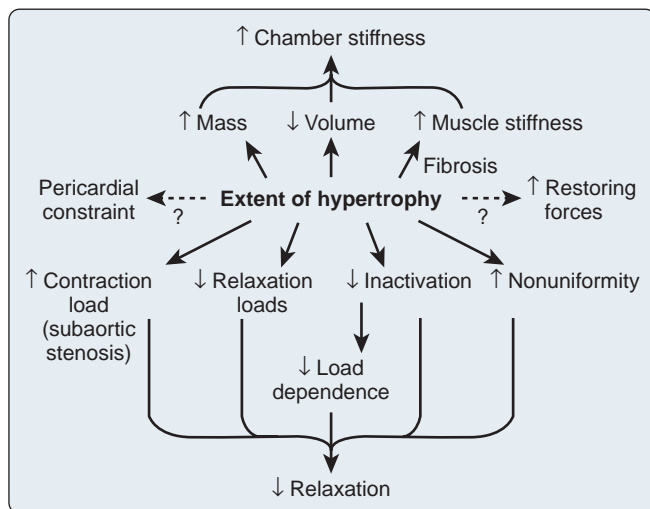 ↑ Chamber stiffness
↑ Mass ↓ Volume ↑ Muscle stiffness
Fibrosis
Pericardial constraint
?
Extent of hypertrophy
?
↑ Restoring forces
↑ Contraction load (subaortic stenosis)
↓ Relaxation loads
↓ Inactivation
↑ Nonuniformity
↓ Load dependence
↓ Relaxation